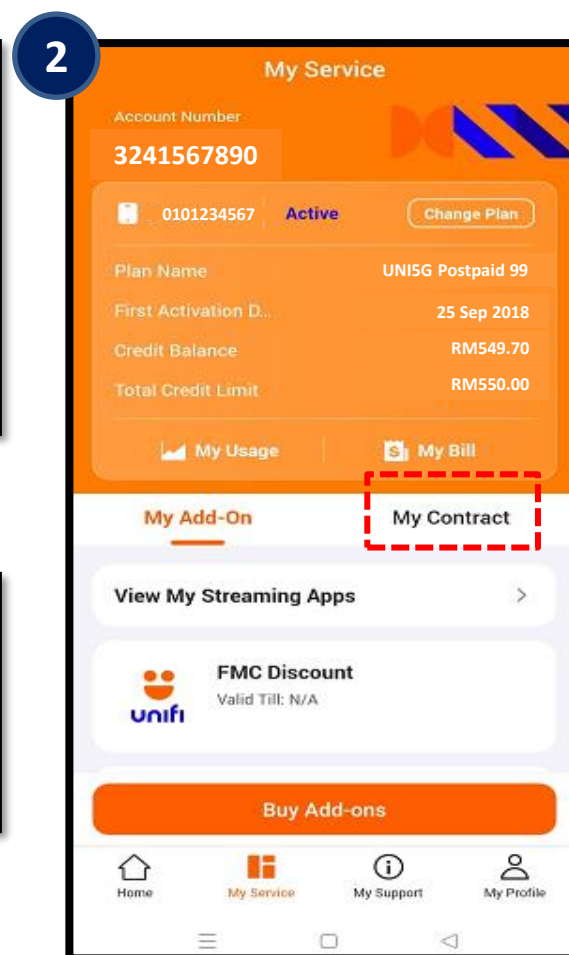 2
My Service
Account Number
3241567890
0101234567 Active Change Plan
Plan Name UNI5G Postpaid 99
First Activation D... 25 Sep 2018
Credit Balance RM549.70
Total Credit Limit RM550.00
My Usage $ My Bill
My Add-On My Contract
View My Streaming Apps >
FMC Discount
Valid Till: N/A
unifi
Buy Add-ons
Home My Service My Support My Profile